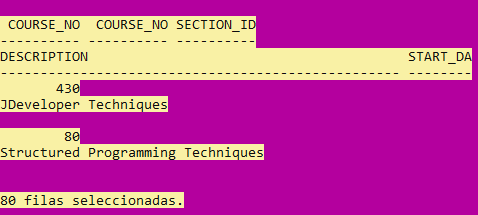 COURSE_NO  COURSE_NO SECTION_ID
---------- ---------- ----------
DESCRIPTION                                        START_DA
-------------------------------------------------- --------
       430
JDeveloper Techniques
        80
Structured Programming Techniques
80 filas seleccionadas.